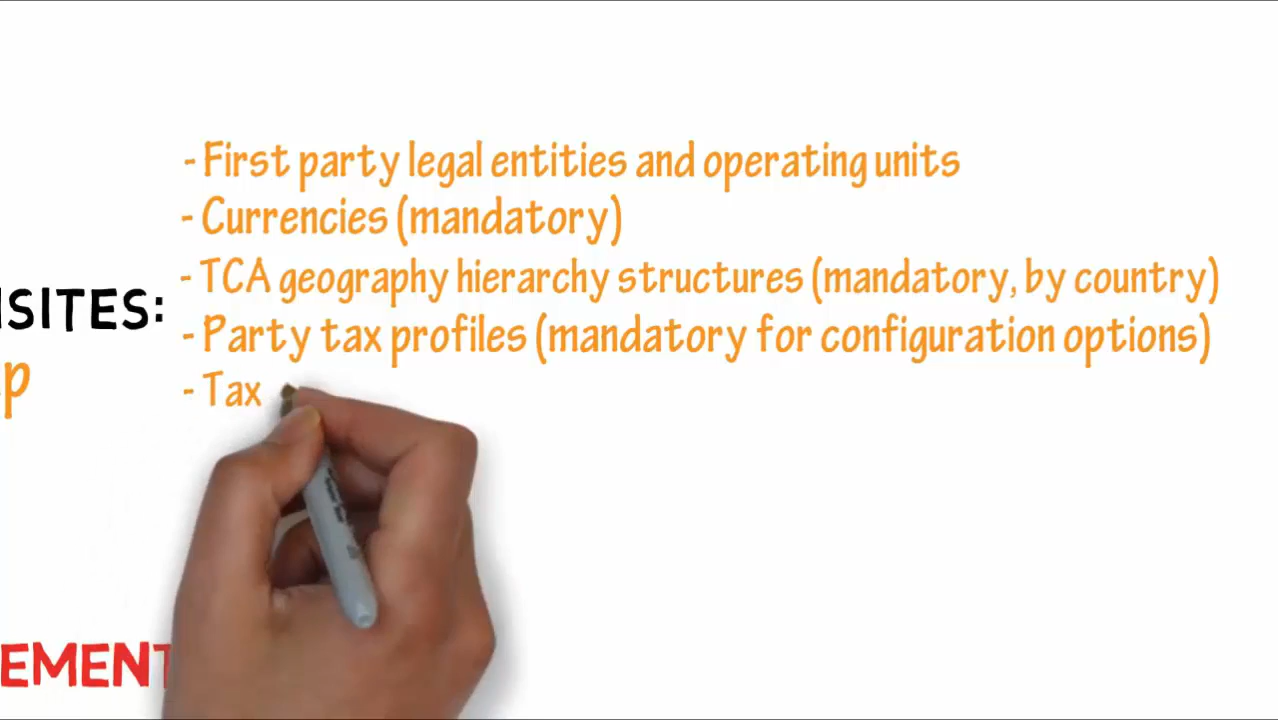 - First party legal entities and operating units
- Currencies (mandatory)
- TCA geography hierarchy structures (mandatory, by country)
SITES:
- Party tax profiles (mandatory for configuration options)
p
- Tax
EMENT